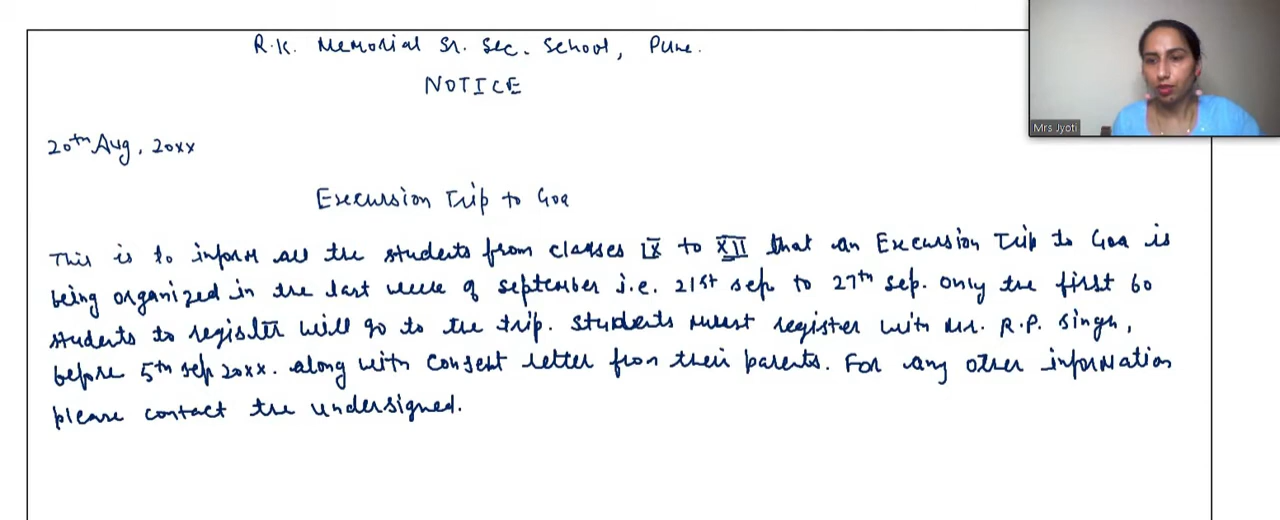 R.K. Memorial Sr. Sec. School, Pune.
NOTICE
Mrs Jyoti
20th Aug, 20xx
Excursion Trip to Goa
This is to inform all the students from classes IX to XII that an Excursion Trip to Goa is
being organized in the last week of september i.e. 21st sep to 27th sep. only the first 60
students to register will go to the trip. students must register with Mr. R.P. Singh,
before 5th sep 20xx. along with consent letter from their parents. For any other information
please contact the undersigned.